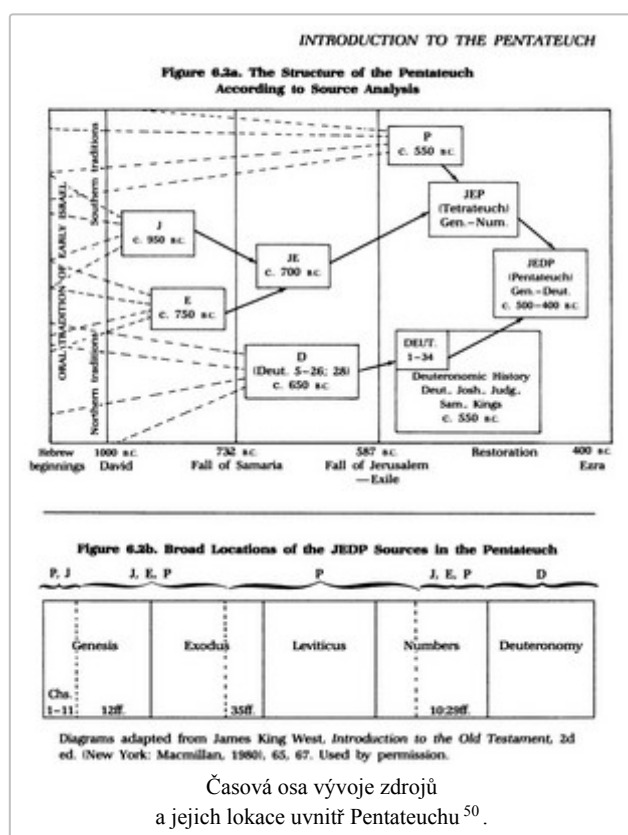 INTRODUCTION TO THE PENTATEUCH
Figure 6.2a. The Structure of the Pentateuch
According to Source Analysis
ORAL TRADITION OF EARLY ISRAEL
Southern traditions
Northern traditions
P
c. 550 B.C.
J
c. 950 B.C.
JE
c. 700 B.C.
JEP
(Tetrateuch)
Gen.–Num.
E
c. 750 B.C.
JEDP
(Pentateuch)
Gen.–Deut.
c. 500–400 B.C.
D
(Deut. 5–26; 28)
c. 650 B.C.
DEUT.
1–34
Deuteronomic History
Deut., Josh., Judg.,
Sam., Kings
c. 550 B.C.
Hebrew
beginnings
1000 B.C.
David
732 B.C.
Fall of Samaria
587 B.C.
Fall of Jerusalem
—Exile
Restoration
400 B.C.
Ezra
Figure 6.2b. Broad Locations of the JEDP Sources in the Pentateuch
P, J
J, E, P
P
J, E, P
D
Genesis
Exodus
Leviticus
Numbers
Deuteronomy
Chs.
1–11
12ff.
35ff.
10:29ff.
Diagrams adapted from James King West, Introduction to the Old Testament, 2d
ed. (New York: Macmillan, 1980), 65, 67. Used by permission.
Časová osa vývoje zdrojů
a jejich lokace uvnitř Pentateuchu 50.